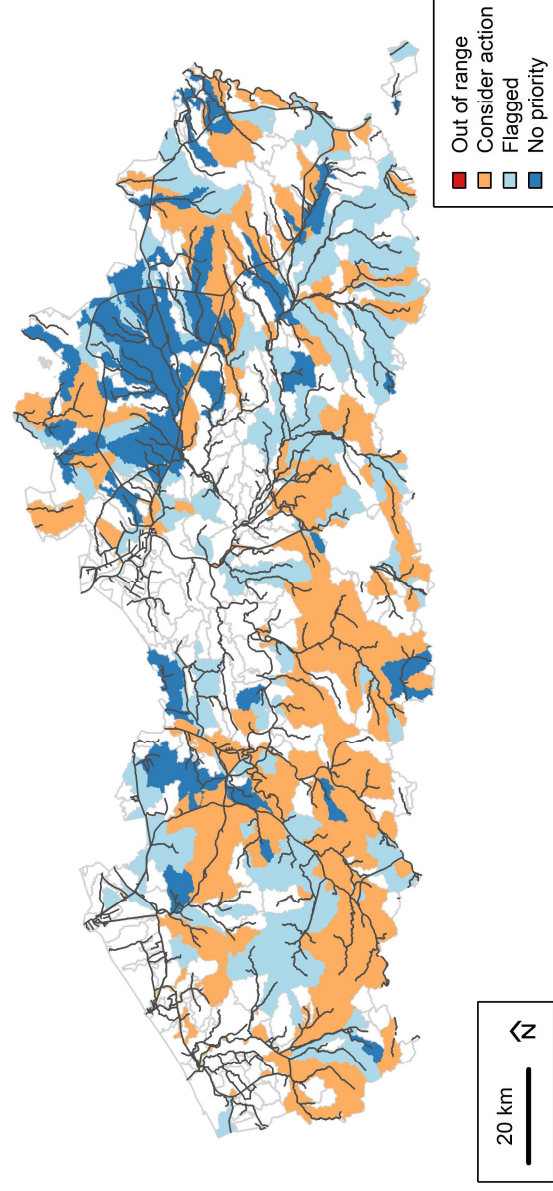 Out of range
Consider action
Flagged
No priority
20 km
N